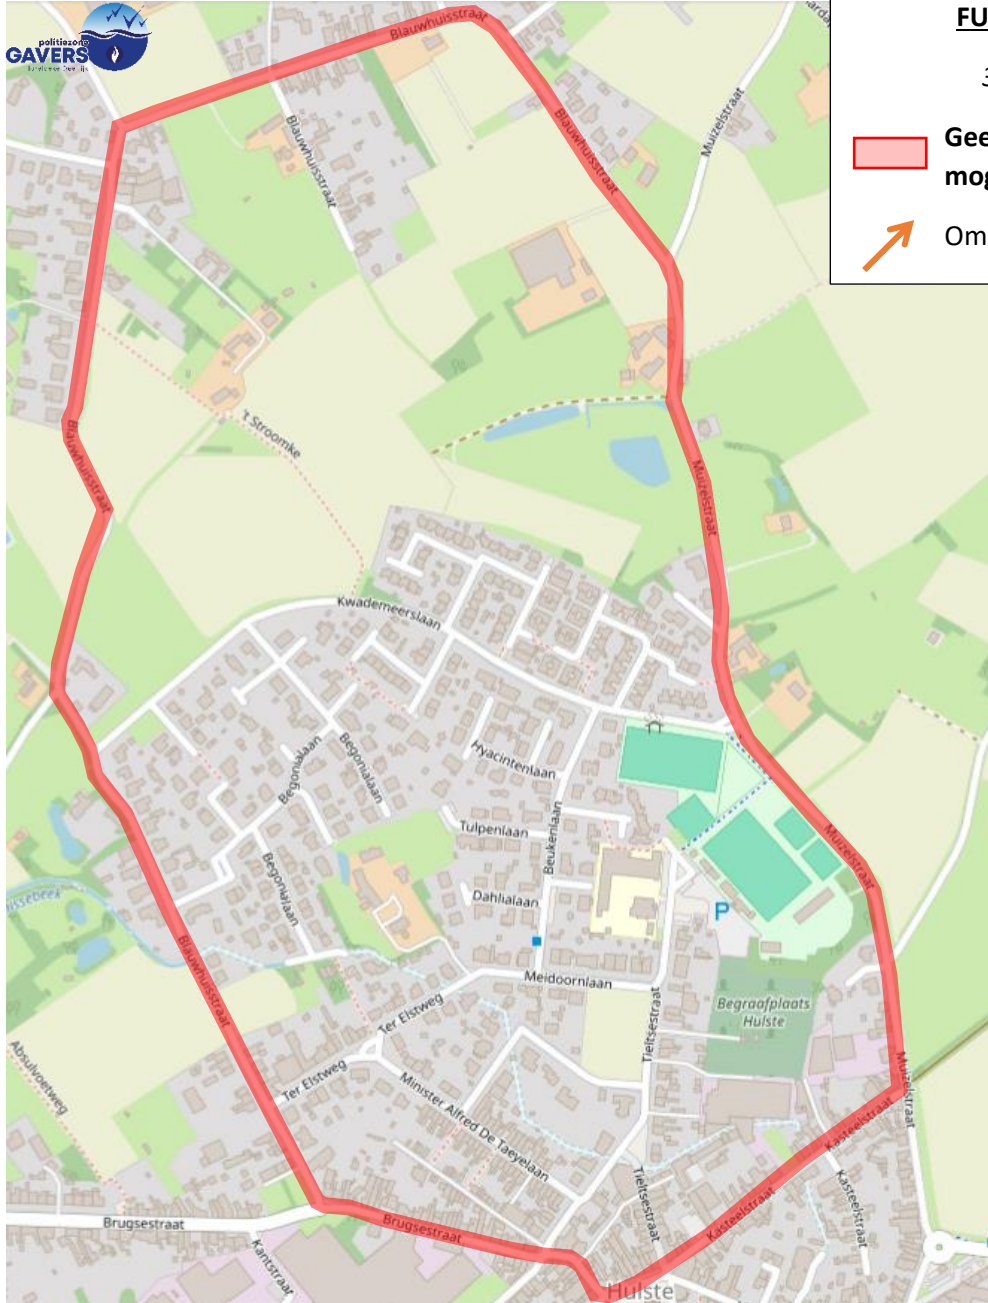 politiezone
GAVERS
FU
3
Gee
mog
Om
Blauwhuisstraat
Blauwhuisstraat
Blauwhuisstraat
Muizelstraat
't Stroomke
Blauwhuisstraat
Muizelstraat
Kwademeerslaan
Hyacintenlaan
Begonialaan
Begonialaan
Tulpenlaan
Beukenlaan
Muizelstraat
Begonialaan
Dahlialaan
P
Blauwhuisstraat
Meidoornlaan
Begraafplaats
Hulste
Ter Elstweg
Tieltsestraat
Absulvoetweg
Ter Elstweg
Minister Alfred De Taeyelaan
Muizelstraat
Kasteelstraat
Kasteelstraat
Tieltsestraat
Kasteelstraat
Brugsestraat
Brugsestraat
Kantstraat
Hulste